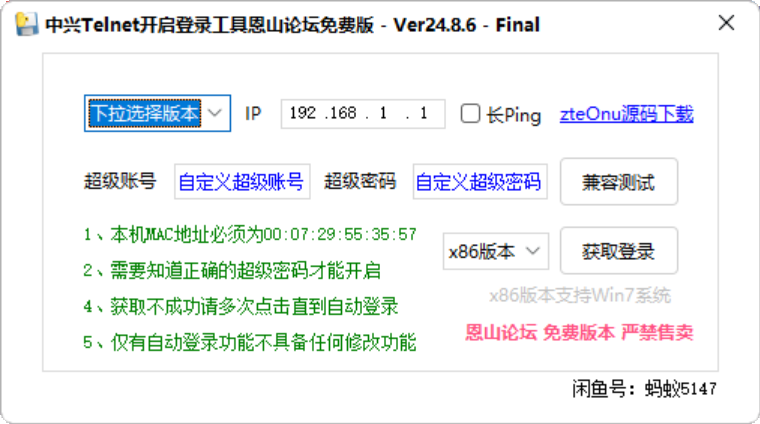 中兴Telnet开启登录工具恩山论坛免费版 - Ver24.8.6 - Final
下拉选择版本 IP 192 .168 . 1 . 1 长Ping zteOnu源码下载
超级账号 自定义超级账号 超级密码 自定义超级密码 兼容测试
1、本机MAC地址必须为00:07:29:55:35:57
x86版本 获取登录
2、需要知道正确的超级密码才能开启
x86版本支持Win7系统
4、获取不成功请多次点击直到自动登录
恩山论坛 免费版本 严禁售卖
5、仅有自动登录功能不具备任何修改功能
闲鱼号：蚂蚁5147